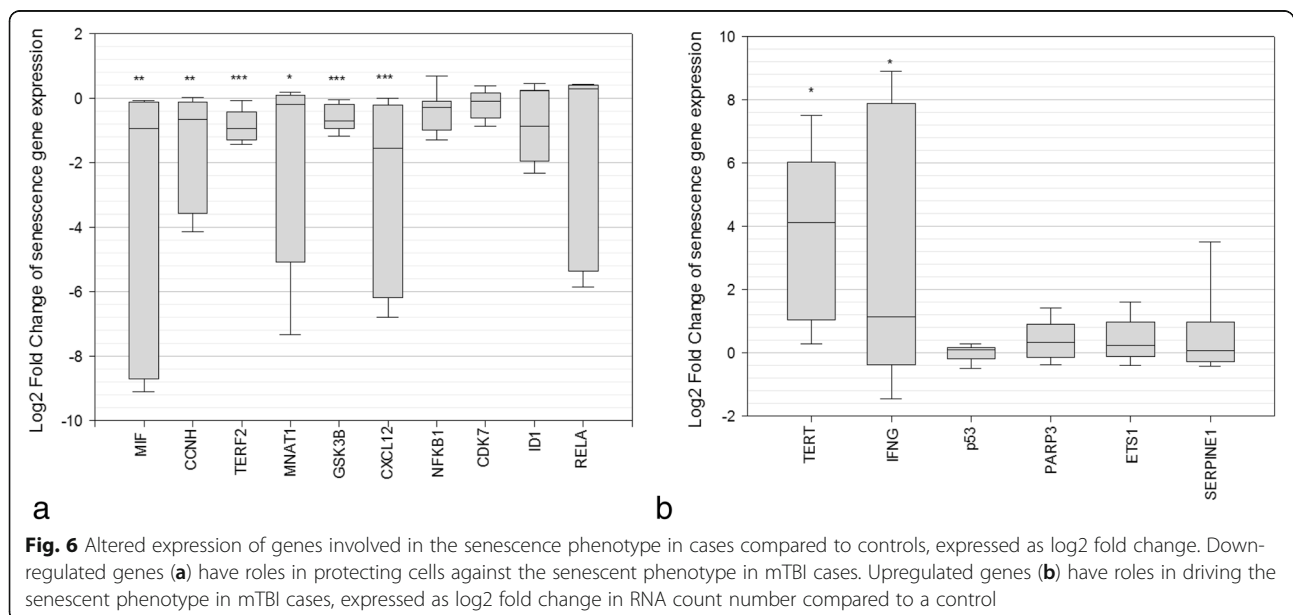 Log2 Fold Change of senescence gene expression
2
0
-2
-4
-6
-8
-10
** ** *** * *** ***
MIF
CCNH
TERF2
MNAT1
GSK3B
CXCL12
NFKB1
CDK7
ID1
RELA
a
Log2 Fold Change of senescence gene expression
10
8
6
4
2
0
-2
* *
TERT
IFNG
p53
PARP3
ETS1
SERPINE1
b
Fig. 6 Altered expression of genes involved in the senescence phenotype in cases compared to controls, expressed as log2 fold change. Down-
regulated genes (a) have roles in protecting cells against the senescent phenotype in mTBI cases. Upregulated genes (b) have roles in driving the
senescent phenotype in mTBI cases, expressed as log2 fold change in RNA count number compared to a control